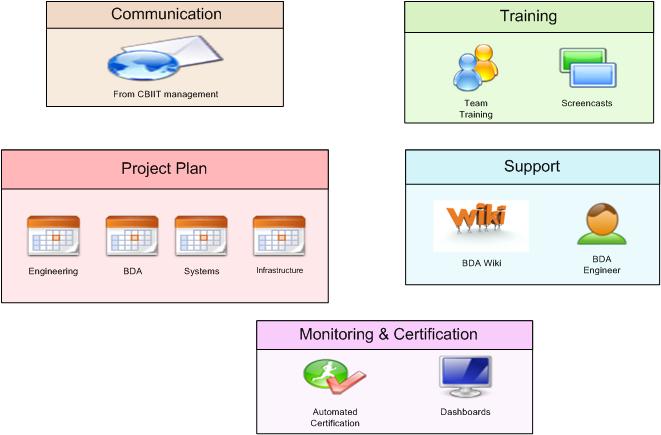 Communication
From CBIIT management
Training
Team
Training
Screencasts
Project Plan
Engineering
BDA
Systems
Infrastructure
Support
Wiki
BDA Wiki
BDA
Engineer
Monitoring & Certification
Automated
Certification
Dashboards